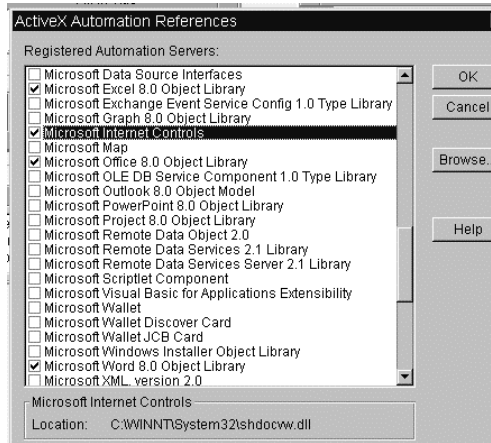 ActiveX Automation References
Registered Automation Servers:
Microsoft Data Source Interfaces
Microsoft Excel 8.0 Object Library
Microsoft Exchange Event Service Config 1.0 Type Library
Microsoft Graph 8.0 Object Library
Microsoft Internet Controls
Microsoft Map
Microsoft Office 8.0 Object Library
Microsoft OLE DB Service Component 1.0 Type Library
Microsoft Outlook 8.0 Object Model
Microsoft PowerPoint 8.0 Object Library
Microsoft Project 8.0 Object Library
Microsoft Remote Data Object 2.0
Microsoft Remote Data Services 2.1 Library
Microsoft Remote Data Services Server 2.1 Library
Microsoft Scriptlet Component
Microsoft Visual Basic for Applications Extensibility
Microsoft Wallet
Microsoft Wallet Discover Card
Microsoft Wallet JCB Card
Microsoft Windows Installer Object Library
Microsoft Word 8.0 Object Library
Microsoft XML, version 2.0
OK
Cancel
Browse..
Help
Microsoft Internet Controls
Location: C:\WINNT\System32\shdocvw.dll